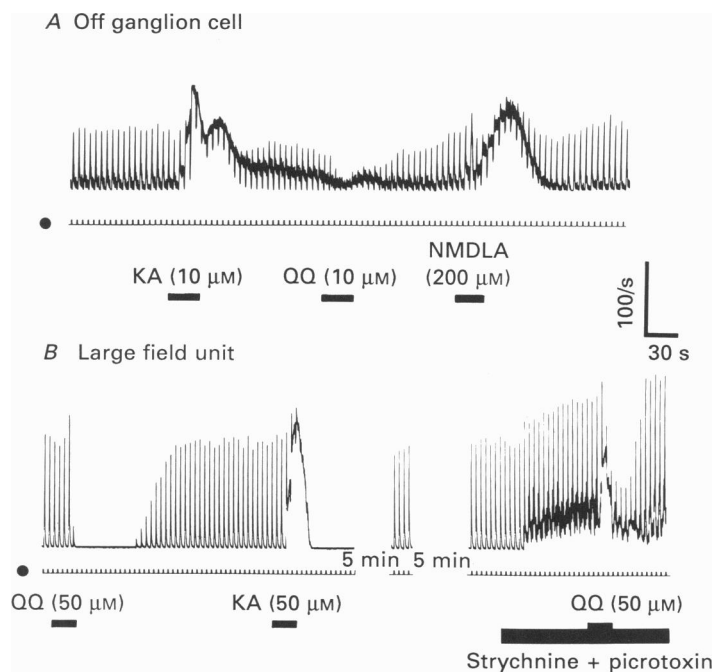 A Off ganglion cell
KA (10 μM)
QQ (10 μM)
NMDLA
(200 μM)
100/s
30 s
B Large field unit
5 min 5 min
QQ (50 μM)
KA (50 μM)
QQ (50 μM)
Strychnine + picrotoxin